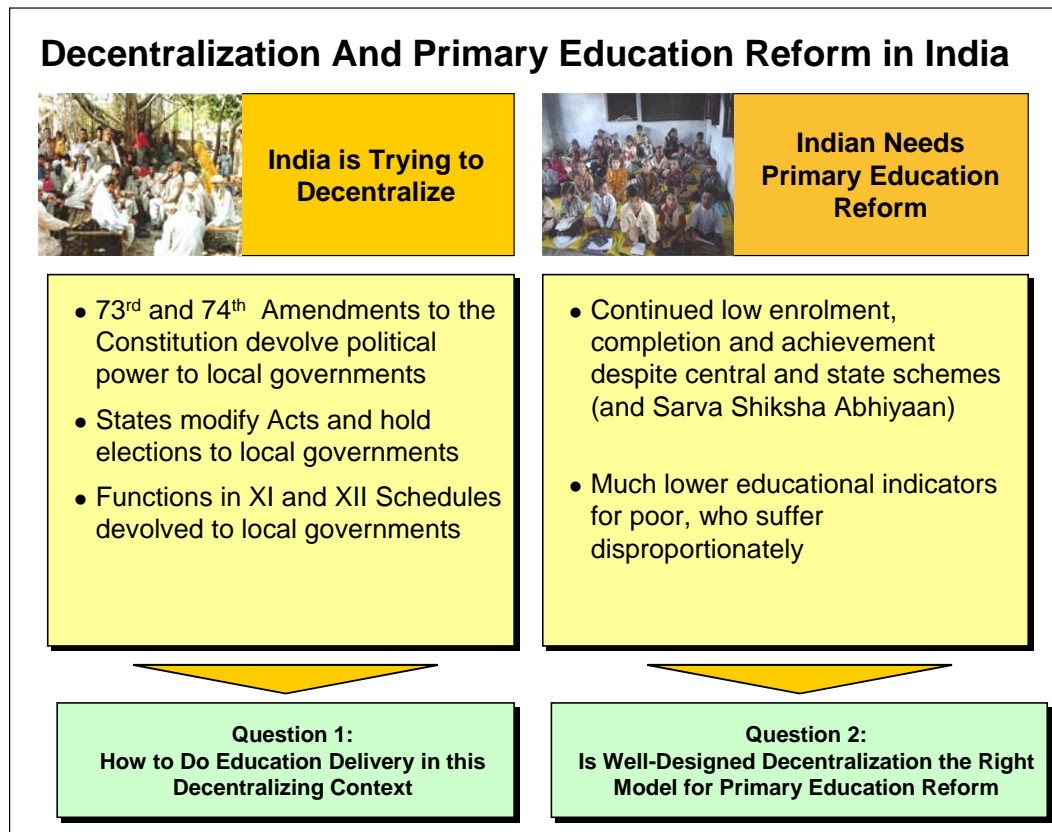 Decentralization And Primary Education Reform in India
India is Trying to
Decentralize
• 73rd and 74th Amendments to the
Constitution devolve political
power to local governments
• States modify Acts and hold
elections to local governments
• Functions in XI and XII Schedules
devolved to local governments
Question 1:
How to Do Education Delivery in this
Decentralizing Context
Indian Needs
Primary Education
Reform
• Continued low enrolment,
completion and achievement
despite central and state schemes
(and Sarva Shiksha Abhiyaan)
• Much lower educational indicators
for poor, who suffer
disproportionately
Question 2:
Is Well-Designed Decentralization the Right
Model for Primary Education Reform